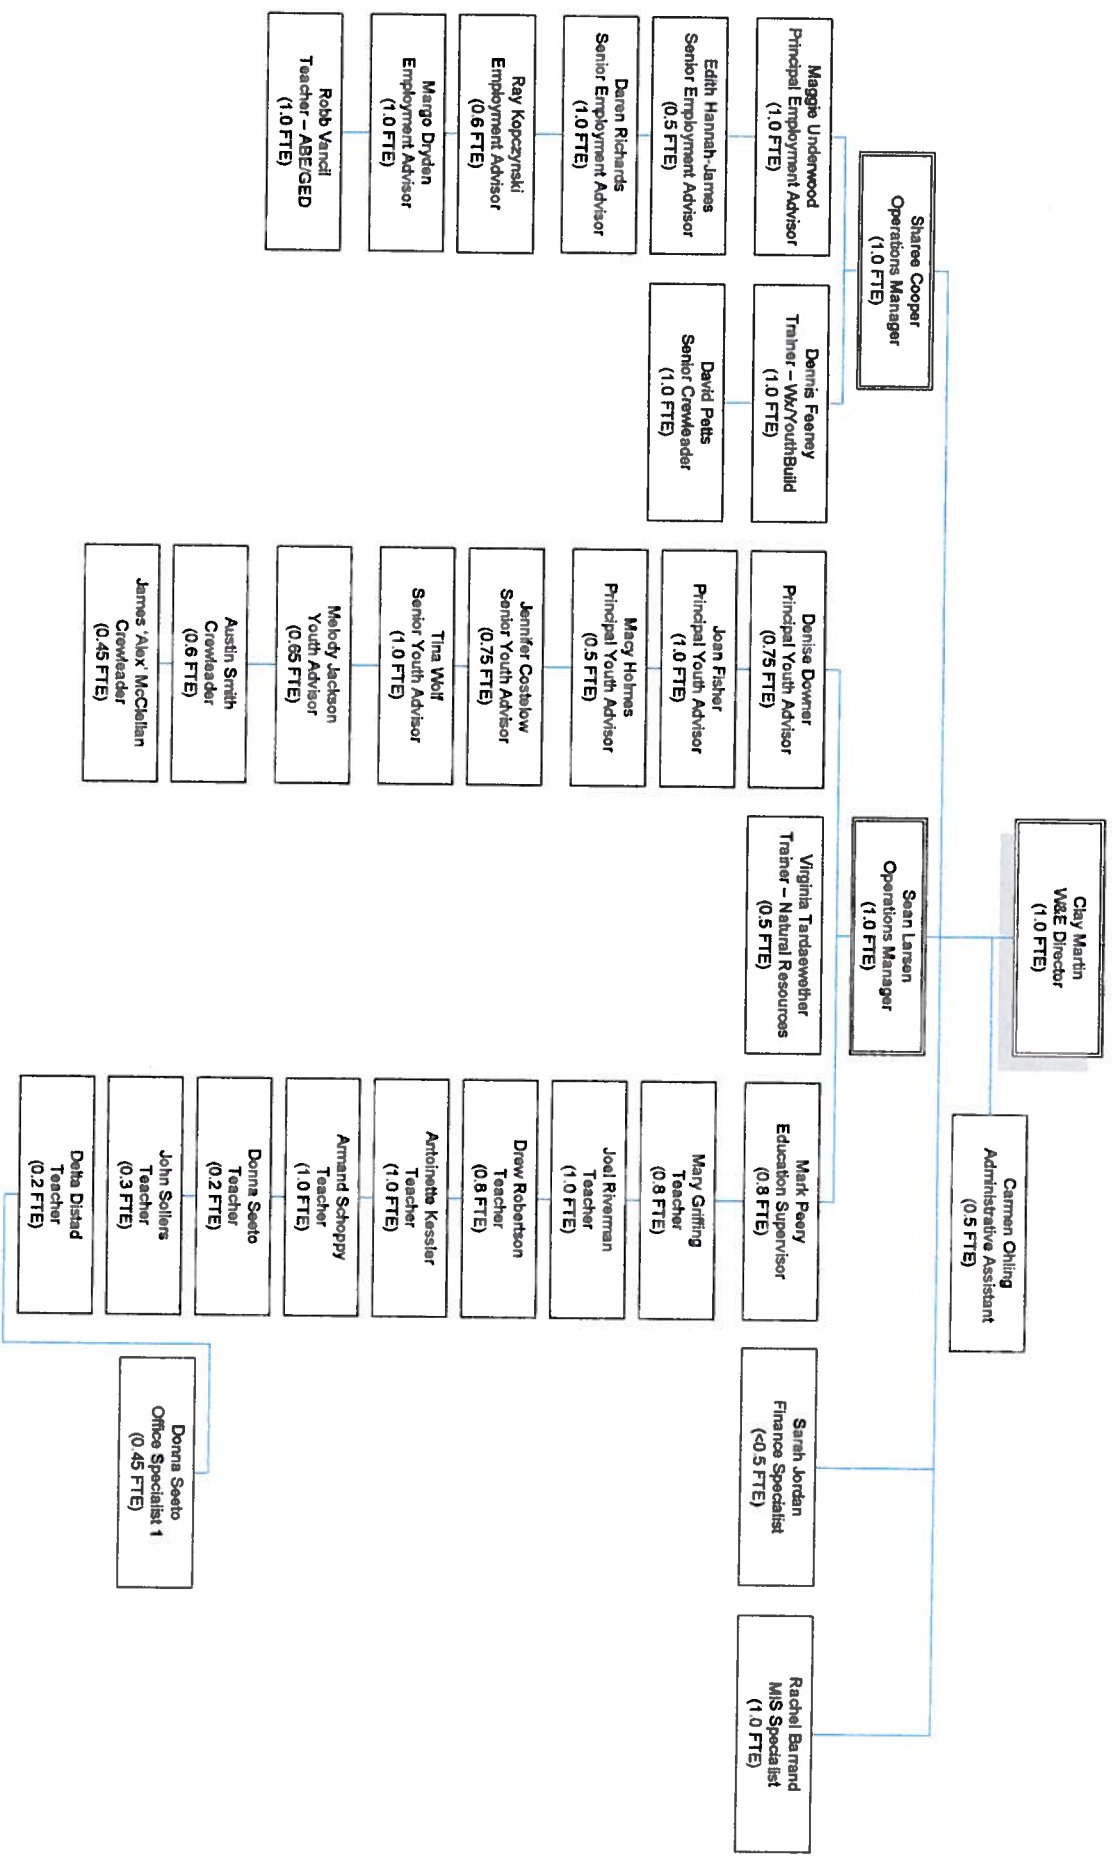 Clay Martin
W&E Director
(1.0 FTE)
Carmen Ohling
Administrative Assistant
(0.5 FTE)
Sharee Cooper
Operations Manager
(1.0 FTE)
Sean Larsen
Operations Manager
(1.0 FTE)
Maggie Underwood
Principal Employment Advisor
(1.0 FTE)
Edith Hannah-James
Senior Employment Advisor
(0.5 FTE)
Daren Richards
Senior Employment Advisor
(1.0 FTE)
Ray Kopczynski
Employment Advisor
(0.6 FTE)
Margo Dryden
Employment Advisor
(1.0 FTE)
Robb Vancil
Teacher – ABE/GED
(1.0 FTE)
Dennis Feeney
Trainer – Wx/YouthBuild
(1.0 FTE)
David Petts
Senior Crewleader
(1.0 FTE)
Denise Downer
Principal Youth Advisor
(0.75 FTE)
Joan Fisher
Principal Youth Advisor
(1.0 FTE)
Macy Holmes
Principal Youth Advisor
(0.5 FTE)
Jennifer Costelow
Senior Youth Advisor
(0.75 FTE)
Tina Wolf
Senior Youth Advisor
(1.0 FTE)
Melody Jackson
Youth Advisor
(0.65 FTE)
Austin Smith
Crewleader
(0.6 FTE)
James 'Alex' McClellan
Crewleader
(0.45 FTE)
Virginia Tardaewether
Trainer – Natural Resources
(0.5 FTE)
Mark Peery
Education Supervisor
(0.8 FTE)
Mary Griffing
Teacher
(0.8 FTE)
Joel Riverman
Teacher
(1.0 FTE)
Drew Robertson
Teacher
(0.8 FTE)
Antoinette Kessler
Teacher
(1.0 FTE)
Armand Schoppy
Teacher
(1.0 FTE)
Donna Seeto
Teacher
(0.2 FTE)
John Sollers
Teacher
(0.3 FTE)
Delta Distad
Teacher
(0.2 FTE)
Donna Seeto
Office Specialist 1
(0.45 FTE)
Sarah Jordan
Finance Specialist
(<0.5 FTE)
Rachel Barrand
MIS Specialist
(1.0 FTE)